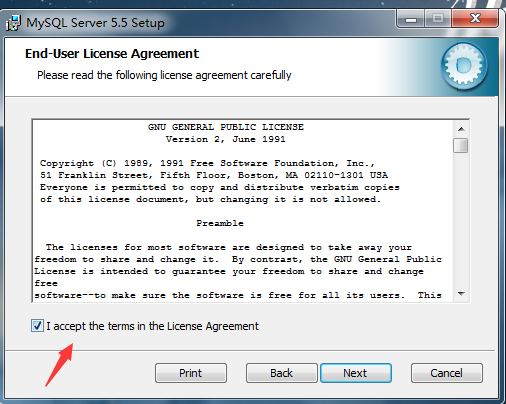 MySQL Server 5.5 Setup
End-User License Agreement
Please read the following license agreement carefully
GNU GENERAL PUBLIC LICENSE
Version 2, June 1991
Copyright (C) 1989, 1991 Free Software Foundation, Inc.,
51 Franklin Street, Fifth Floor, Boston, MA 02110-1301 USA
Everyone is permitted to copy and distribute verbatim copies
of this license document, but changing it is not allowed.
Preamble
The licenses for most software are designed to take away your
freedom to share and change it. By contrast, the GNU General Public
License is intended to guarantee your freedom to share and change
free
software--to make sure the software is free for all its users. This
I accept the terms in the License Agreement
Print Back Next Cancel